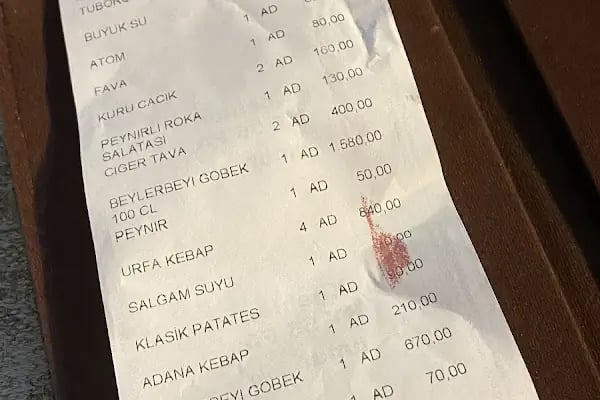 BUYUK SU
ATOM 1 AD
FAVA 1 AD 80,00
KURU CACIK 2 AD 160,00
PEYNIRLI ROKA 1 AD 130,00
SALATASI
CIGER TAVA 2 AD 400,00
BEYLERBEYI GOBEK 1 AD 1.580,00
100 CL
PEYNIR 1 AD 50,00
URFA KEBAP 4 AD 840,00
SALGAM SUYU 1 AD
KLASIK PATATES 1 AD 90,00
ADANA KEBAP 1 AD 210,00
GOBEK 1 AD 670,00
1 AD 70,00